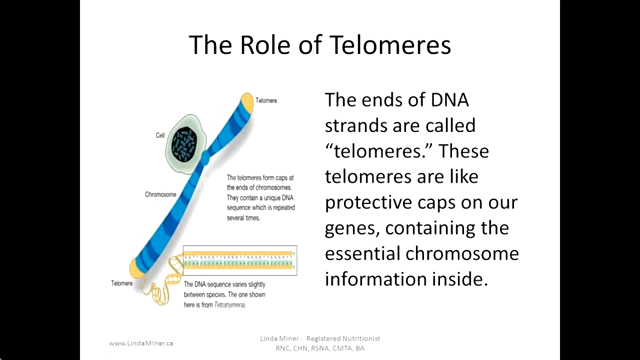 The Role of Telomeres
Telomere
Cell
The telomeres form caps at
the ends of chromosomes.
They contain a unique DNA
sequence which is repeated
several times.
Chromosome
Telomere
The DNA sequence varies slightly
between species. The one shown
here is from Tetrahymena.
The ends of DNA
strands are called
“telomeres.” These
telomeres are like
protective caps on our
genes, containing the
essential chromosome
information inside.
www.LindaMiner.ca
Linda Miner - Registered Nutritionist
RNC, CHN, RSNA, CMTA, BA